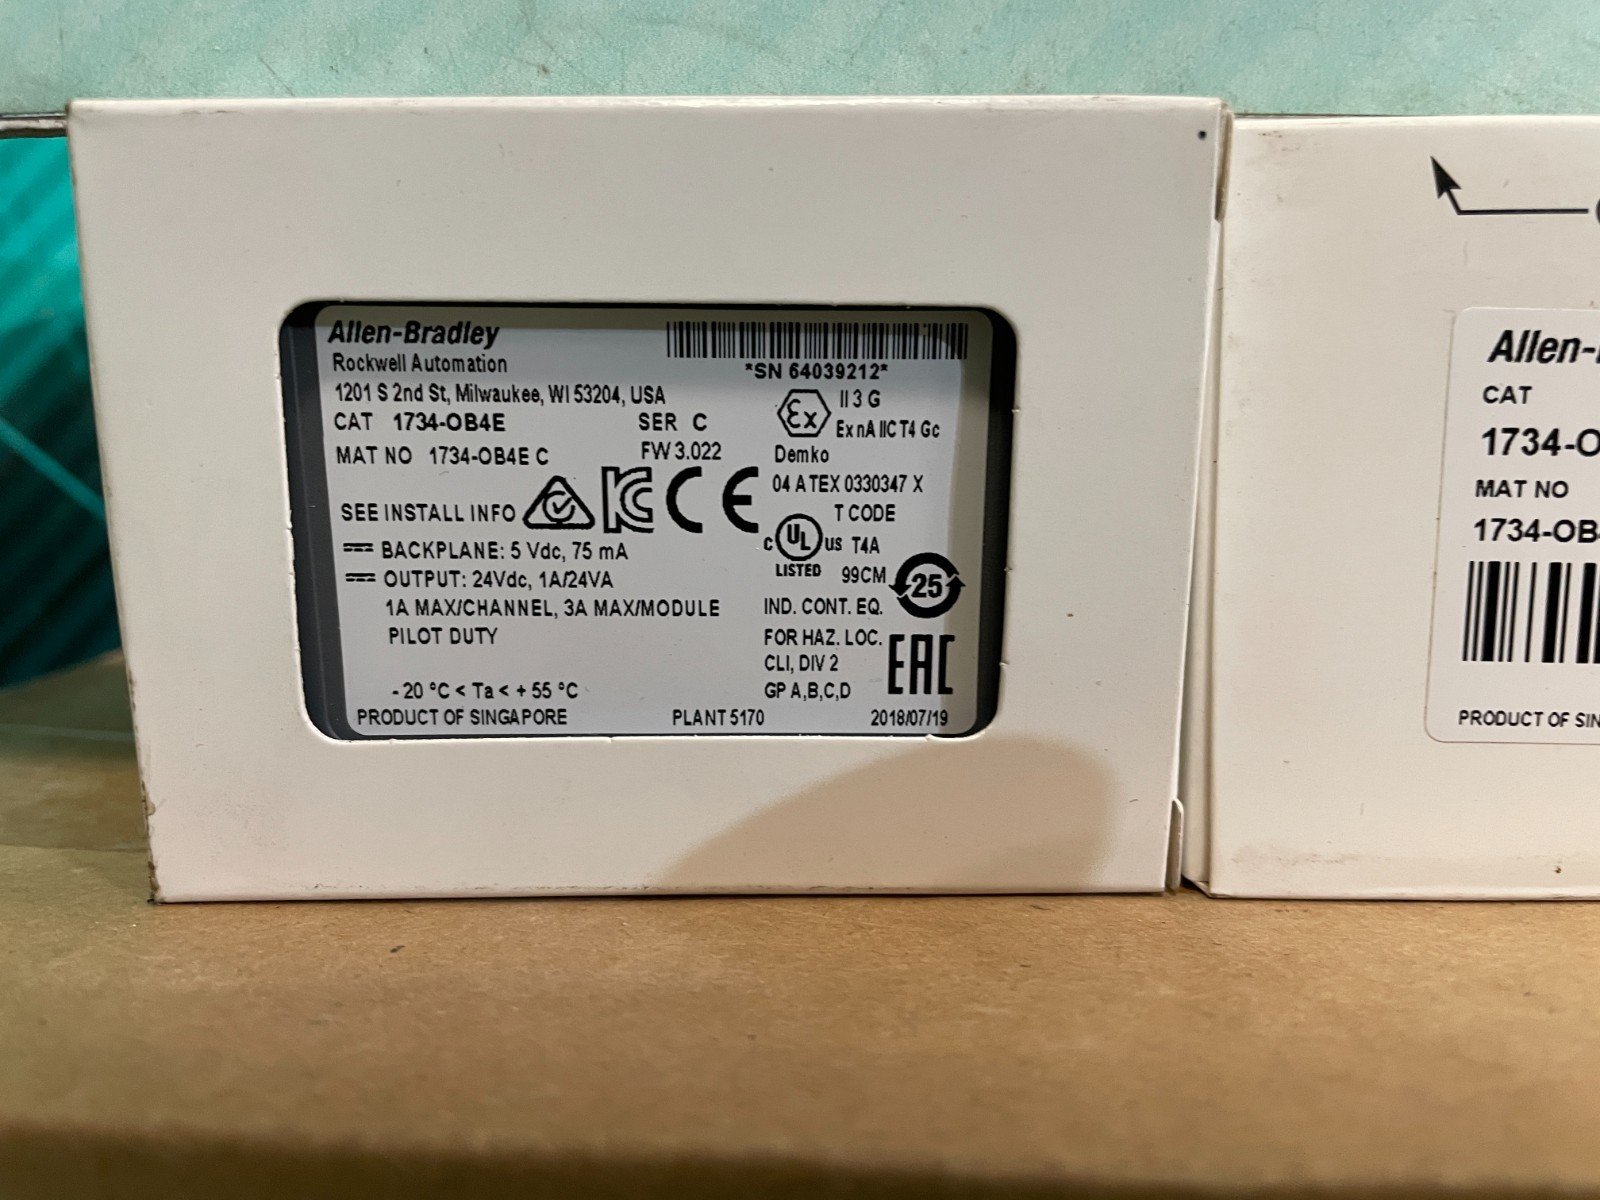 Allen-Bradley
Rockwell Automation
1201 S 2nd St, Milwaukee, WI 53204, USA
CAT 1734-OB4E SER C
MAT NO 1734-OB4E C FW 3.022
SEE INSTALL INFO
BACKPLANE: 5 Vdc, 75 mA
OUTPUT: 24Vdc, 1A/24VA
1A MAX/CHANNEL, 3A MAX/MODULE
PILOT DUTY
- 20 °C < Ta < + 55 °C
PRODUCT OF SINGAPORE PLANT 5170 2018/07/19
*SN 64039212*
Ex II 3 G
Ex nA IIC T4 Gc
Demko
04 ATEX 0330347 X
T CODE
C UL US T4A
LISTED 99CM
25
IND. CONT. EQ.
FOR HAZ. LOC.
CLI, DIV 2
GP A,B,C,D
EAC
KC CE
Allen-
CAT
1734-O
MAT NO
1734-OB
PRODUCT OF SIN